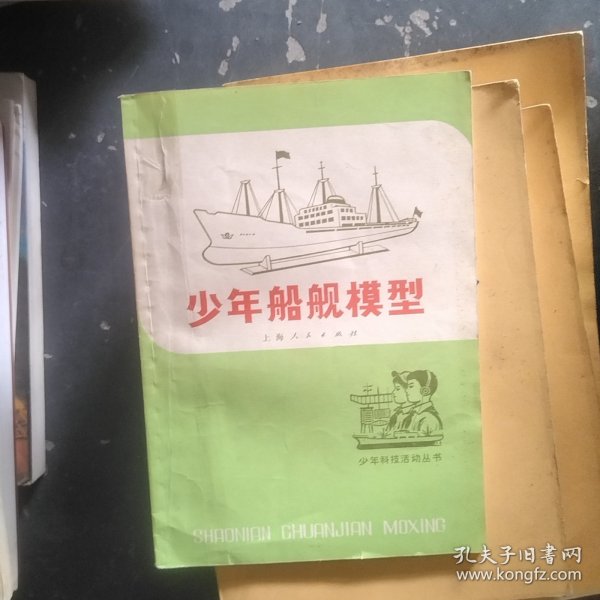 少年船舰模型
上海人民出版社
少年科技活动丛书
SHAONIAN CHUANJIAN MOXING
孔夫子旧书网
www.kongfz.com